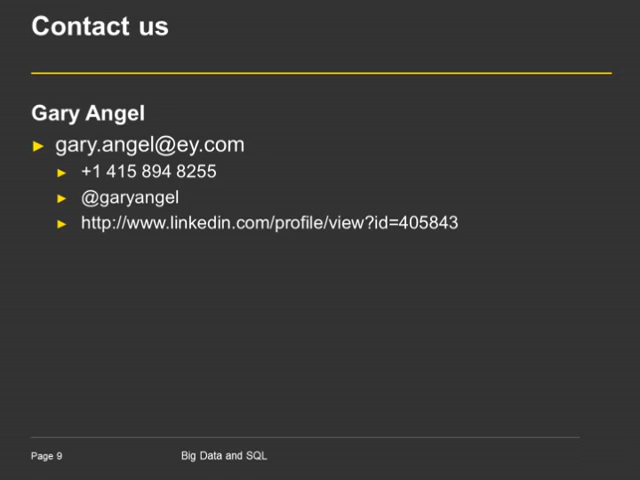 Contact us
Gary Angel
► gary.angel@ey.com
► +1 415 894 8255
► @garyangel
► http://www.linkedin.com/profile/view?id=405843
Page 9 Big Data and SQL